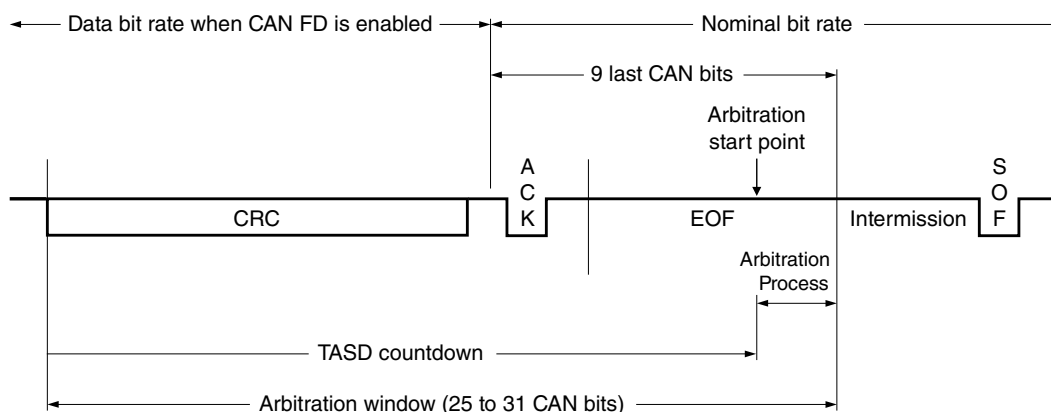 Data bit rate when CAN FD is enabled
Nominal bit rate
9 last CAN bits
Arbitration
start point
A
C
K
S
O
F
CRC
EOF
Intermission
Arbitration
Process
TASD countdown
Arbitration window (25 to 31 CAN bits)